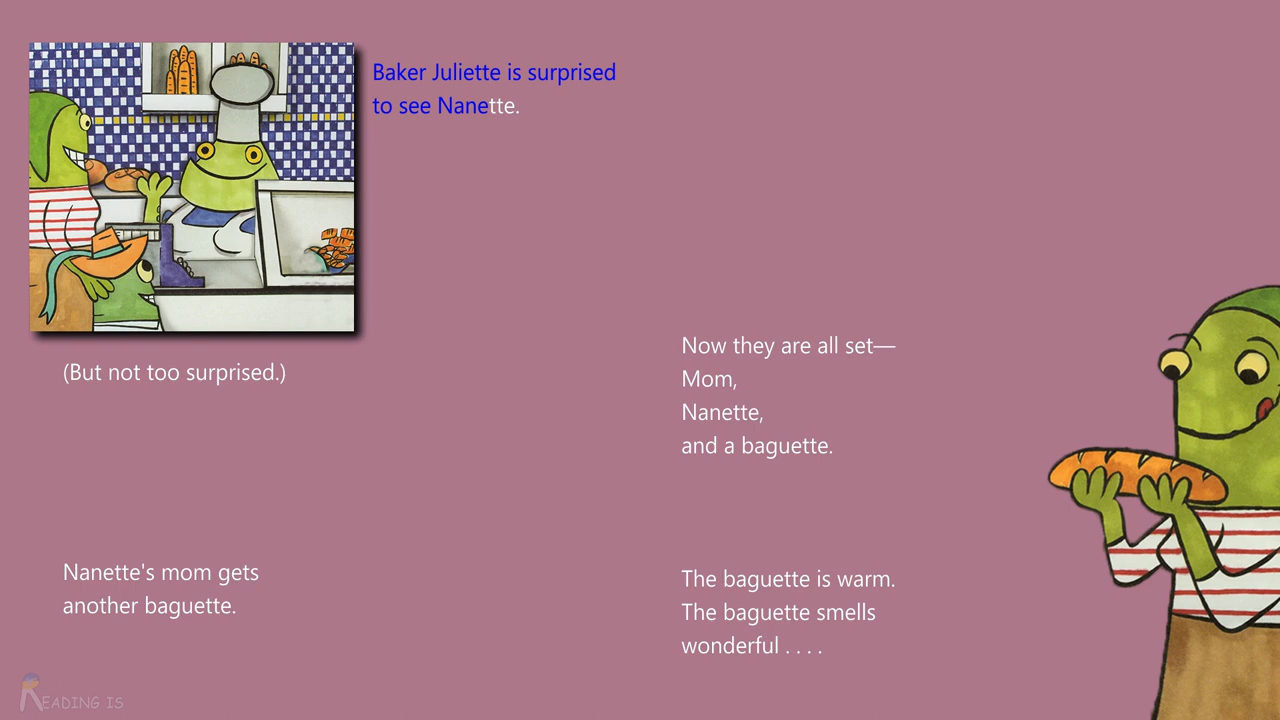 Baker Juliette is surprised
to see Nanette.
(But not too surprised.)
Nanette's mom gets
another baguette.
Now they are all set—
Mom,
Nanette,
and a baguette.
The baguette is warm.
The baguette smells
wonderful . . . .
READING IS